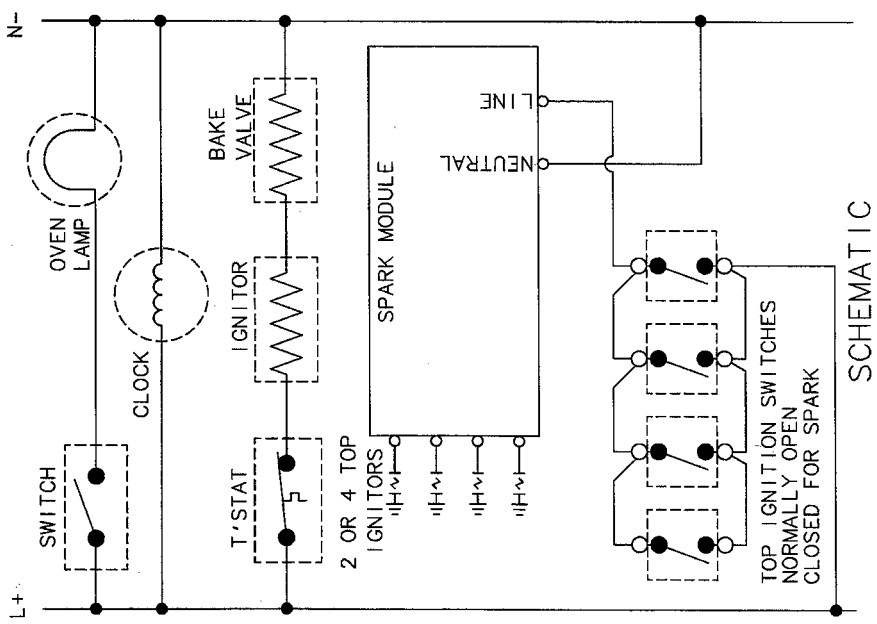 N-
L+
OVEN
LAMP
SWITCH
CLOCK
BAKE
VALVE
IGNITOR
T'STAT
SPARK MODULE
LINE
NEUTRAL
2 OR 4 TOP
IGNITORS
TOP IGNITION SWITCHES
NORMALLY OPEN
CLOSED FOR SPARK
SCHEMATIC